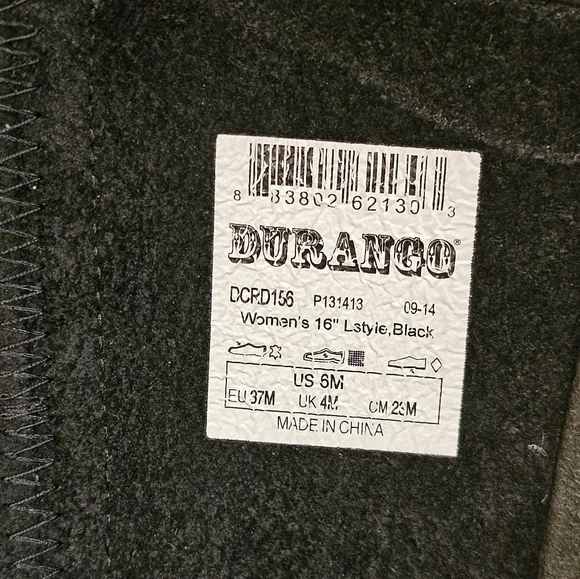 8 83802 62130 3
DURANGO®
DCRD156 P131413 09-14
Women's 16" Lstyle,Black
US 6M
EU 37M UK 4M CM 23M
MADE IN CHINA